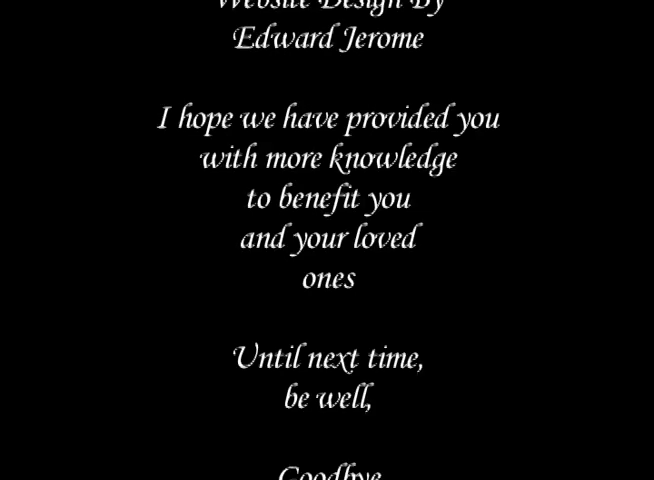 Website Design By
Edward Jerome
I hope we have provided you
with more knowledge
to benefit you
and your loved
ones
Until next time,
be well,
Goodbye